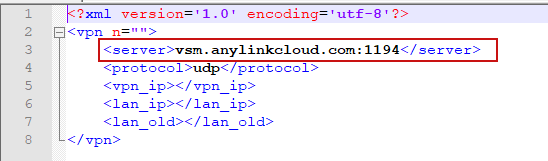 1 <?xml version='1.0' encoding='utf-8'?>
2 <vpn n="">
3 <server>vsm.anylinkcloud.com:1194</server>
4 <protocol>udp</protocol>
5 <vpn_ip></vpn_ip>
6 <lan_ip></lan_ip>
7 <lan_old></lan_old>
8 </vpn>